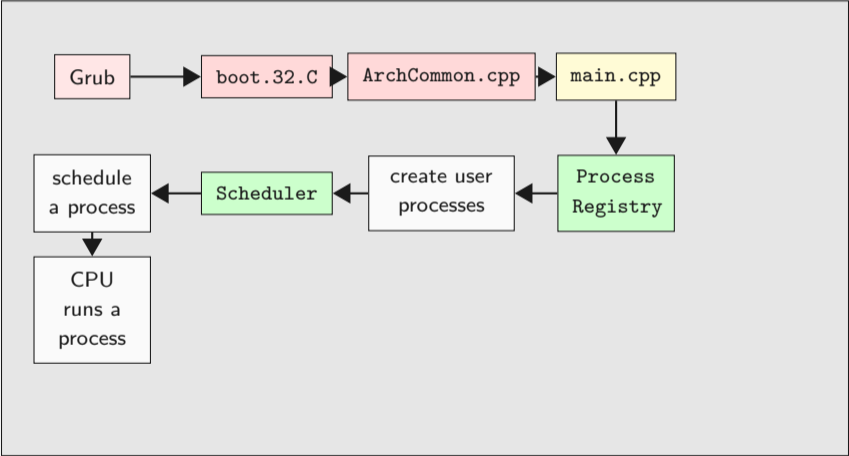 Grub
boot.32.C
ArchCommon.cpp
main.cpp
Process
Registry
create user
processes
Scheduler
schedule
a process
CPU
runs a
process